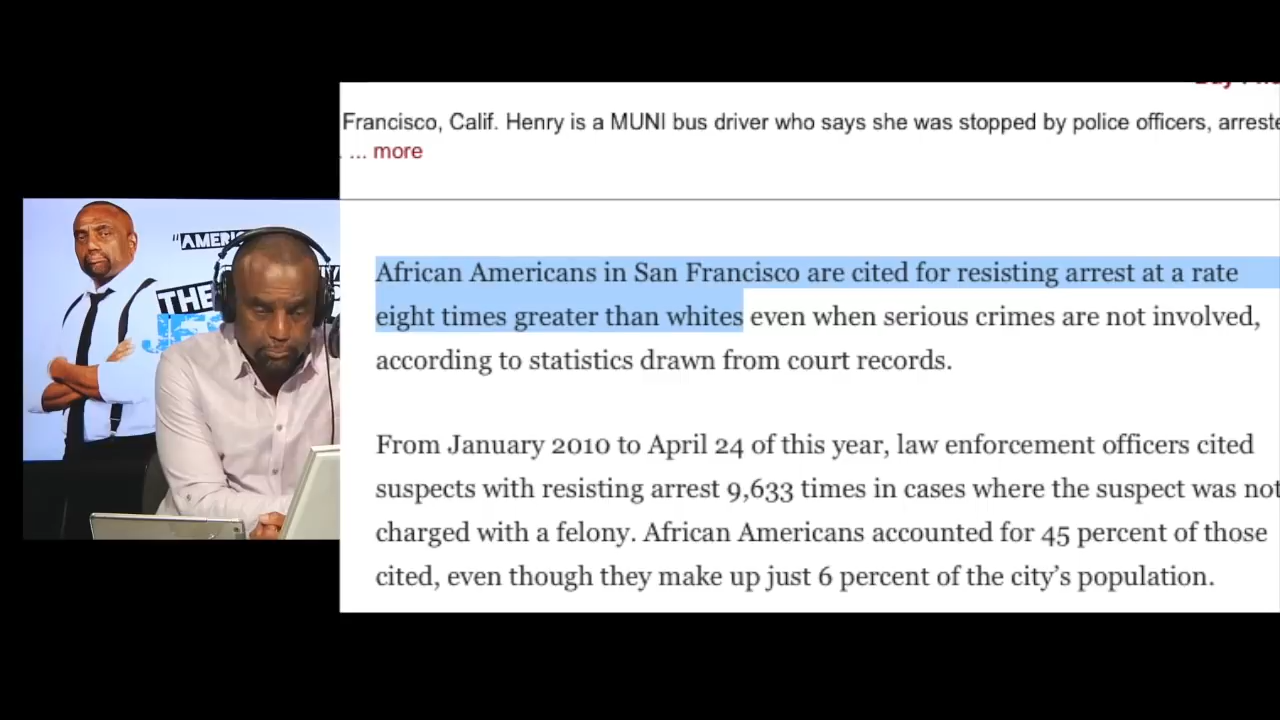 Francisco, Calif. Henry is a MUNI bus driver who says she was stopped by police officers,
... more
"AMERI
THE
JES
African Americans in San Francisco are cited for resisting arrest at a rate
eight times greater than whites even when serious crimes are not involved,
according to statistics drawn from court records.
From January 2010 to April 24 of this year, law enforcement officers cited
suspects with resisting arrest 9,633 times in cases where the suspect was not
charged with a felony. African Americans accounted for 45 percent of those
cited, even though they make up just 6 percent of the city's population.